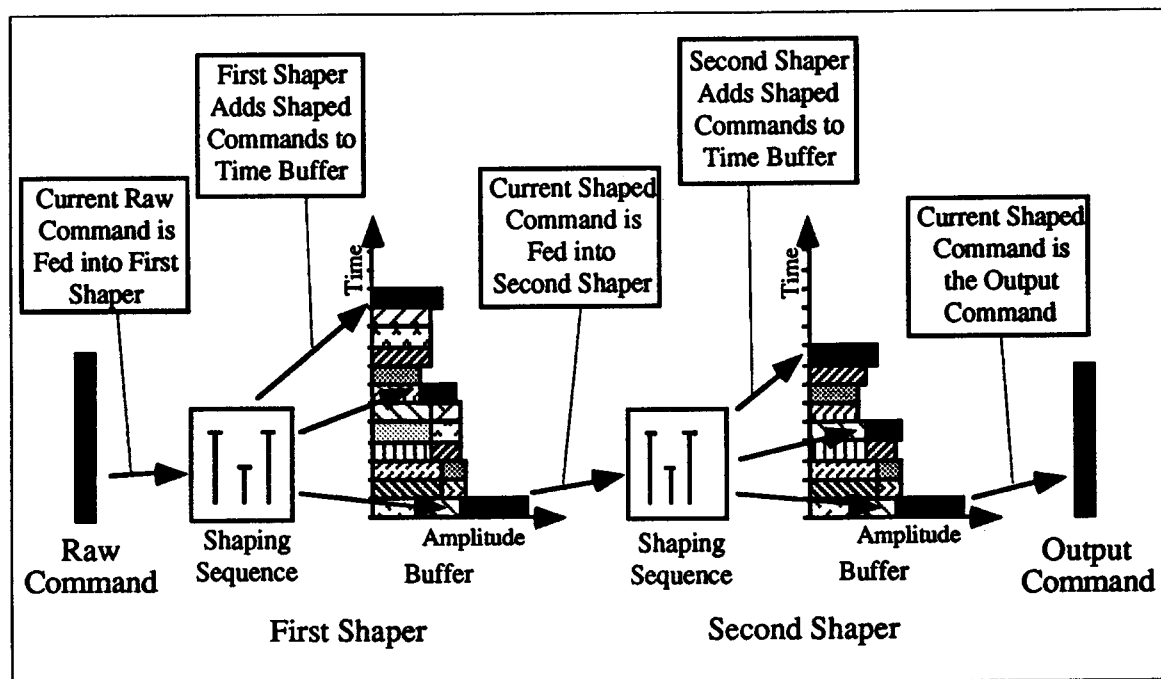 First Shaper
Adds Shaped
Commands to
Time Buffer
Second Shaper
Adds Shaped
Commands to
Time Buffer
Current Raw
Command is
Fed into First
Shaper
Current Shaped
Command is
Fed into
Second Shaper
Current Shaped
Command is
the Output
Command
Time
Time
Raw
Command
Shaping
Sequence
Amplitude
Buffer
Shaping
Sequence
Amplitude
Buffer
Output
Command
First Shaper
Second Shaper